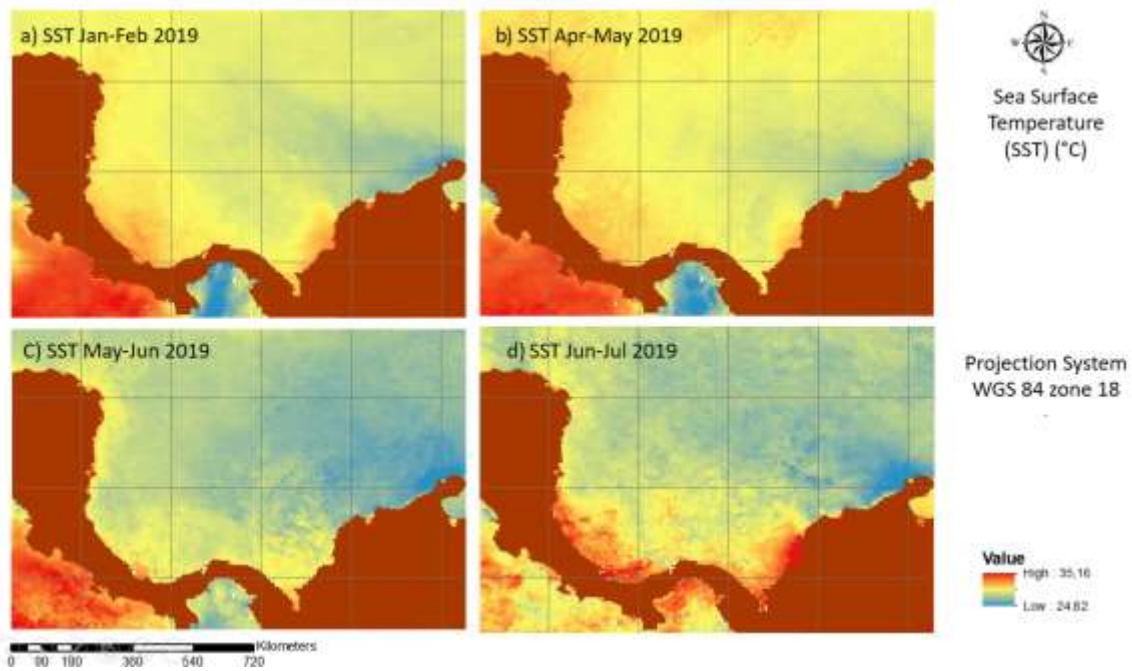 a) SST Jan-Feb 2019
b) SST Apr-May 2019
N
W
E
S
Sea Surface
Temperature
(SST) (°C)
C) SST May-Jun 2019
d) SST Jun-Jul 2019
Projection System
WGS 84 zone 18
Value
High : 35,16
Low : 24,62
Kilometers
0 90 180 360 540 720